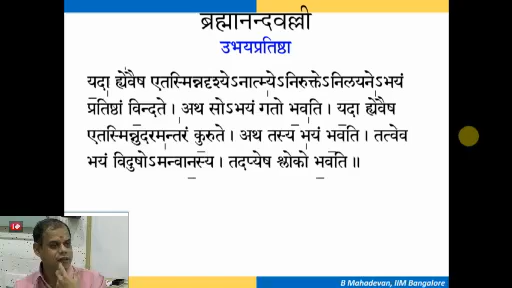 ब्रह्मानन्दवल्ली
उभयप्रतिष्ठा
यदा॒ ह्ये॑वैष॒ एतस्मिन्नदृश्येऽनात्म्येऽनिरुक्तेऽनिलयनेऽभयं
प्रतिष्ठां विन्दते। अथ सोऽभयं गतो भवति। यदा ह्येवैष
एतस्मिन्नुदरमन्तरं कुरुते। अथ तस्य भयं भवति। तत्वेव
भयं विदुषोऽमन्वानस्य। तदप्येष श्लोको भवति॥
B Mahadevan, IIM Bangalore